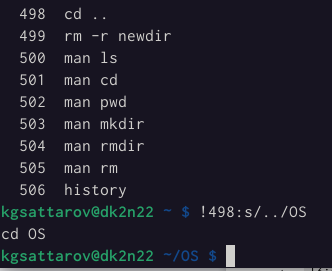 498 cd ..
499 rm -r newdir
500 man ls
501 man cd
502 man pwd
503 man mkdir
504 man rmdir
505 man rm
506 history
kgsattarov@dk2n22 ~ $ !498:s/../OS
cd OS
kgsattarov@dk2n22 ~/OS $